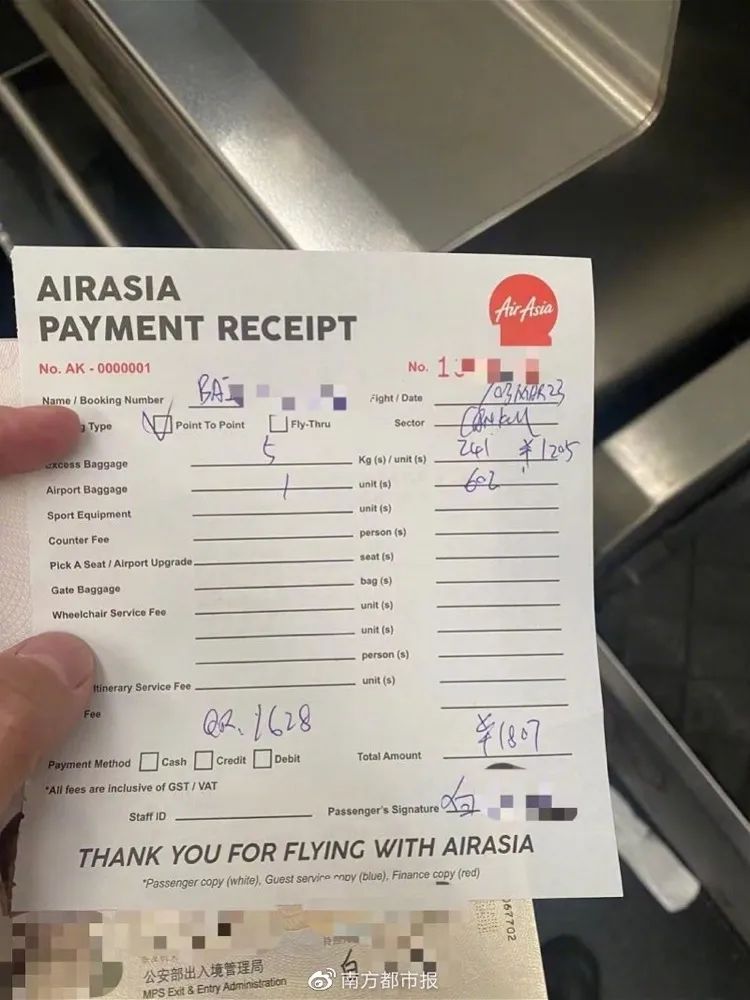 AIRASIA
PAYMENT RECEIPT
AirAsia
No. AK - 0000001
No. 1
Name / Booking Number BAI
Flight / Date /03MAR23
g Type Point To Point Fly-Thru
Sector CANKUL
Excess Baggage 5 Kg (s) / unit (s) 241 ¥1205
Airport Baggage 1 unit (s) 602
Sport Equipment unit (s)
Counter Fee person (s)
Pick A Seat / Airport Upgrade seat (s)
Gate Baggage bag (s)
Wheelchair Service Fee unit (s)
unit (s)
person (s)
Itinerary Service Fee unit (s)
Fee
QR. 1628
Payment Method Cash Credit Debit
Total Amount ¥1807
*All fees are inclusive of GST / VAT
Staff ID
Passenger's Signature
THANK YOU FOR FLYING WITH AIRASIA
*Passenger copy (white), Guest service copy (blue), Finance copy (red)
67702
公安部出入境管理局
MPS Exit & Entry Administration
南方都市报